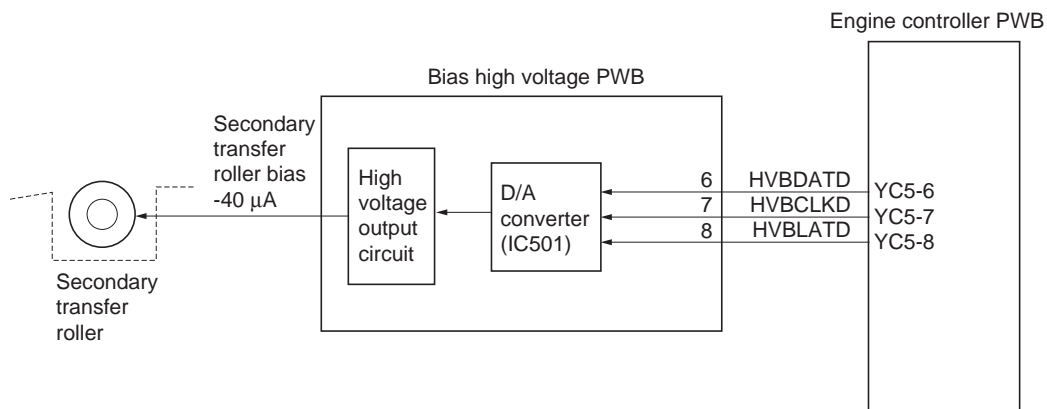 Engine controller PWB
Bias high voltage PWB
Secondary
transfer
roller bias
-40 μA
High
voltage
output
circuit
D/A
converter
(IC501)
6 HVBDATD YC5-6
7 HVBCLKD YC5-7
8 HVBLATD YC5-8
Secondary
transfer
roller